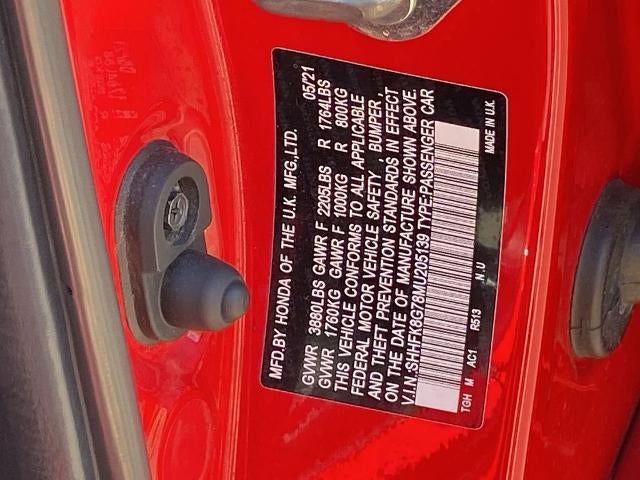 MFD.BY HONDA OF THE U.K. MFG.,LTD. 05/21
GVWR 3880LBS GAWR F 2205LBS R 1764LBS
GVWR 1760KG GAWR F 1000KG R 800KG
THIS VEHICLE CONFORMS TO ALL APPLICABLE
FEDERAL MOTOR VEHICLE SAFETY , BUMPER ,
AND THEFT PREVENTION STANDARDS IN EFFECT
ON THE DATE OF MANUFACTURE SHOWN ABOVE.
V.I.N.:SHHFK8G78MU205139 TYPE:PASSENGER CAR
TGH M AC1 R513 N.U MADE IN U.K.